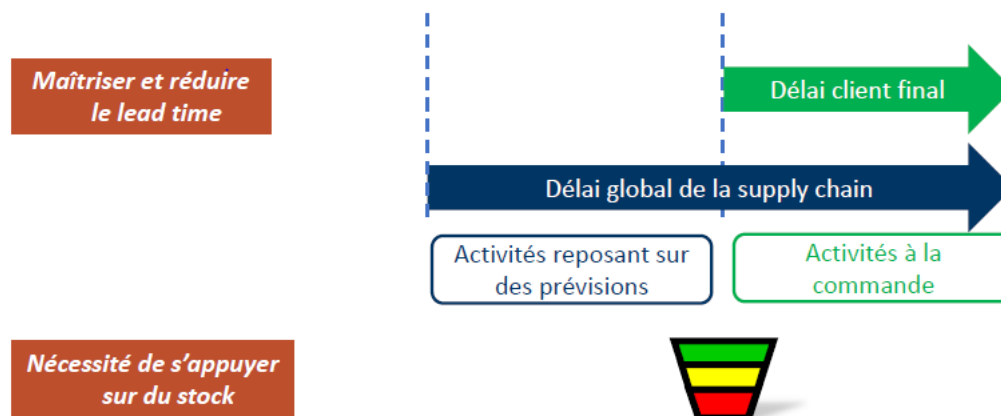 Maîtriser et réduire
le lead time
Délai client final
Délai global de la supply chain
Activités reposant sur
des prévisions
Activités à la
commande
Nécessité de s'appuyer
sur du stock